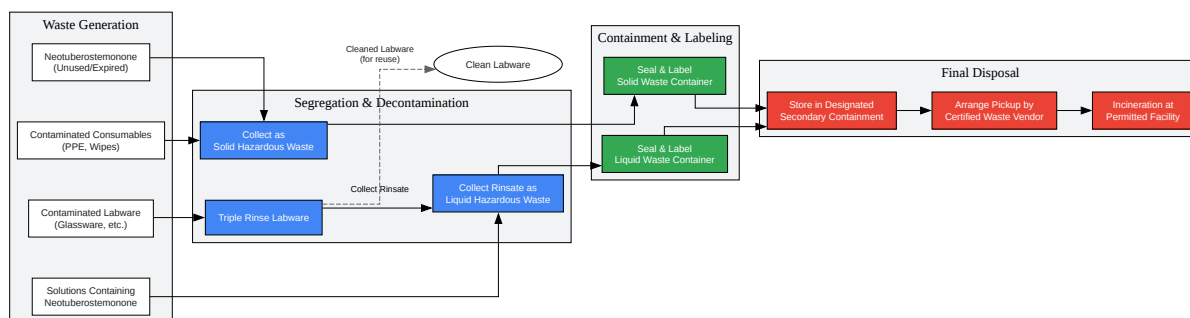 Waste Generation
Neotuberostemonone
(Unused/Expired)
Contaminated Consumables
(PPE, Wipes)
Contaminated Labware
(Glassware, etc.)
Solutions Containing
Neotuberostemonone
Segregation & Decontamination
Collect as
Solid Hazardous Waste
Triple Rinse Labware
Collect Rinsate
Collect Rinsate as
Liquid Hazardous Waste
Cleaned Labware
(for reuse)
Clean Labware
Containment & Labeling
Seal & Label
Solid Waste Container
Seal & Label
Liquid Waste Container
Final Disposal
Store in Designated
Secondary Containment
Arrange Pickup by
Certified Waste Vendor
Incineration at
Permitted Facility